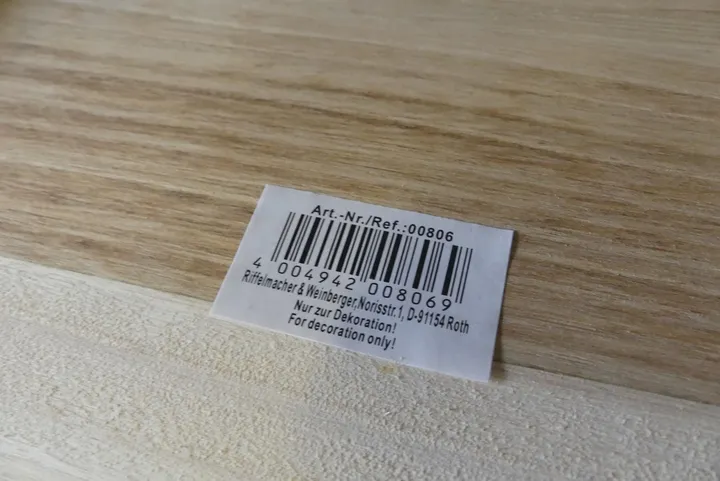 Art.-Nr./Ref.:00806
4 004942 008069
Riffelmacher & Weinberger,Norisstr.1, D-91154 Roth
Nur zur Dekoration!
For decoration only!